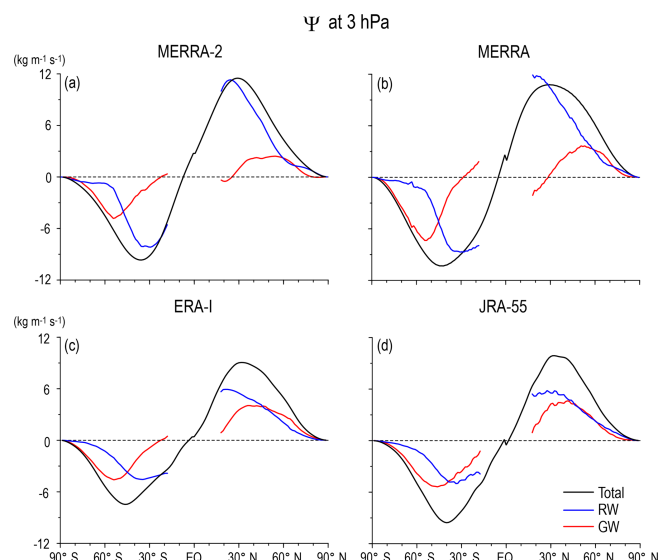 Ψ at 3 hPa
MERRA-2
MERRA
(kg m⁻¹ s⁻¹)
12
6
0
-6
-12
(a)
(b)
ERA-I
JRA-55
(kg m⁻¹ s⁻¹)
12
6
0
-6
-12
(c)
(d)
Total
RW
GW
90° S 60° S 30° S EQ 30° N 60° N 90° N
90° S 60° S 30° S EQ 30° N 60° N 90° N